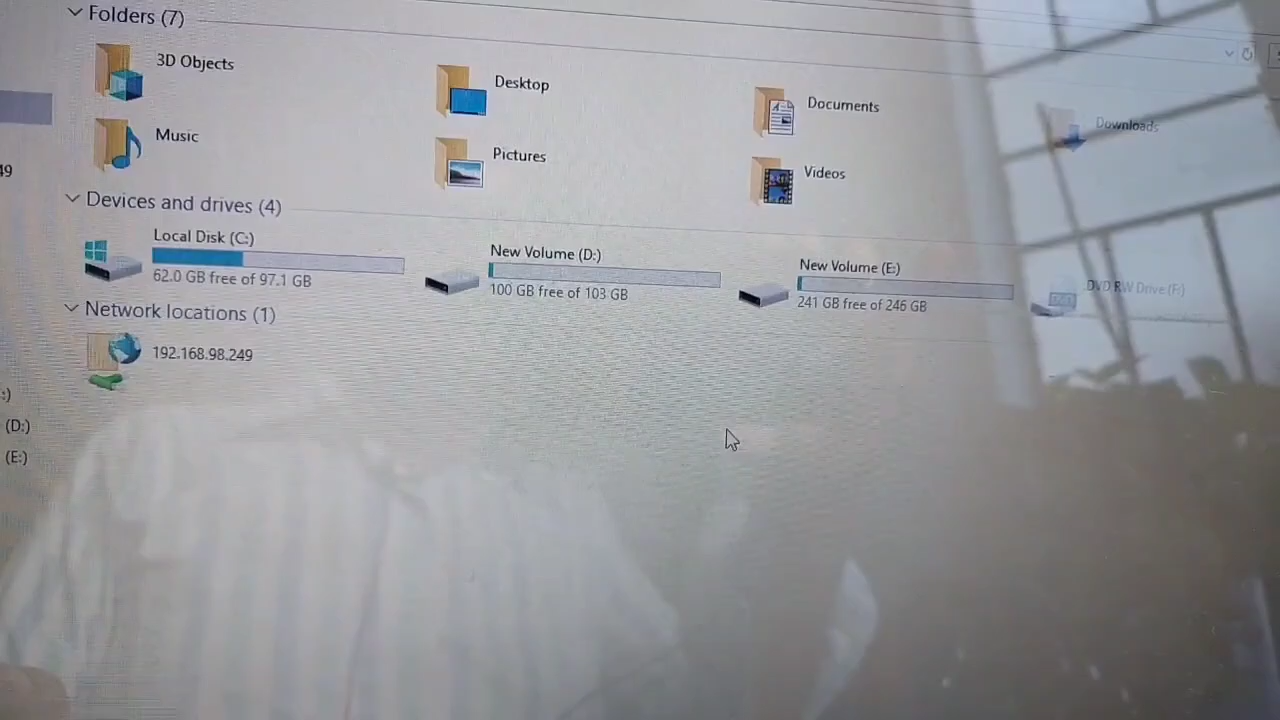 Folders (7)
3D Objects
Desktop
Documents
Downloads
Music
Pictures
Videos
49
Devices and drives (4)
Local Disk (C:)
62.0 GB free of 97.1 GB
New Volume (D:)
100 GB free of 103 GB
New Volume (E:)
241 GB free of 246 GB
DVD RW Drive (F:)
Network locations (1)
192.168.98.249
:)
(D:)
(E:)